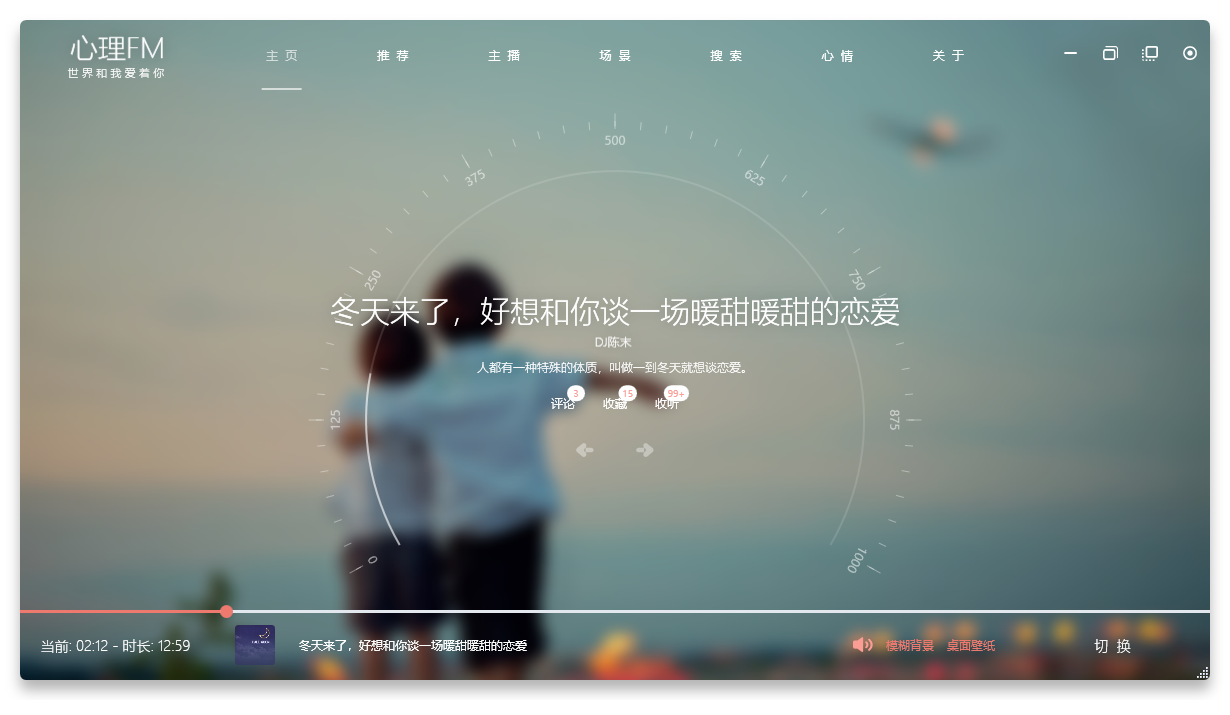 心理FM
世界和我爱着你
主页 推荐 主播 场景 搜索 心情 关于
500
375 625
250 750
冬天来了，好想和你谈一场暖甜暖甜的恋爱
DJ陈末
人都有一种特殊的体质，叫做一到冬天就想谈恋爱。
3 15 99+
评论 收藏 收听
125 875
0 1000
当前: 02:12 - 时长: 12:59
冬天来了，好想和你谈一场暖甜暖甜的恋爱
模糊背景 桌面壁纸
切换